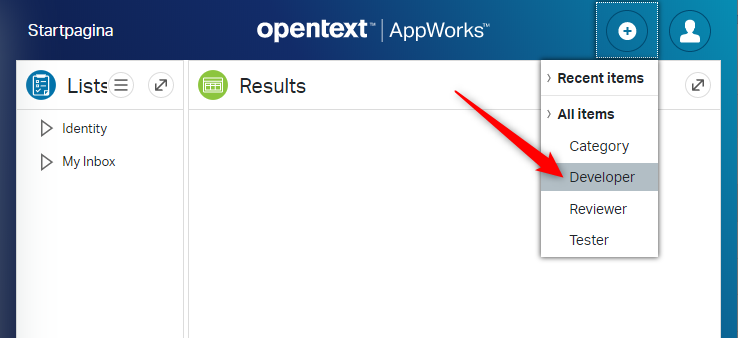 Startpagina
opentext™ | AppWorks™
Lists
Results
Identity
My Inbox
Recent items
All items
Category
Developer
Reviewer
Tester